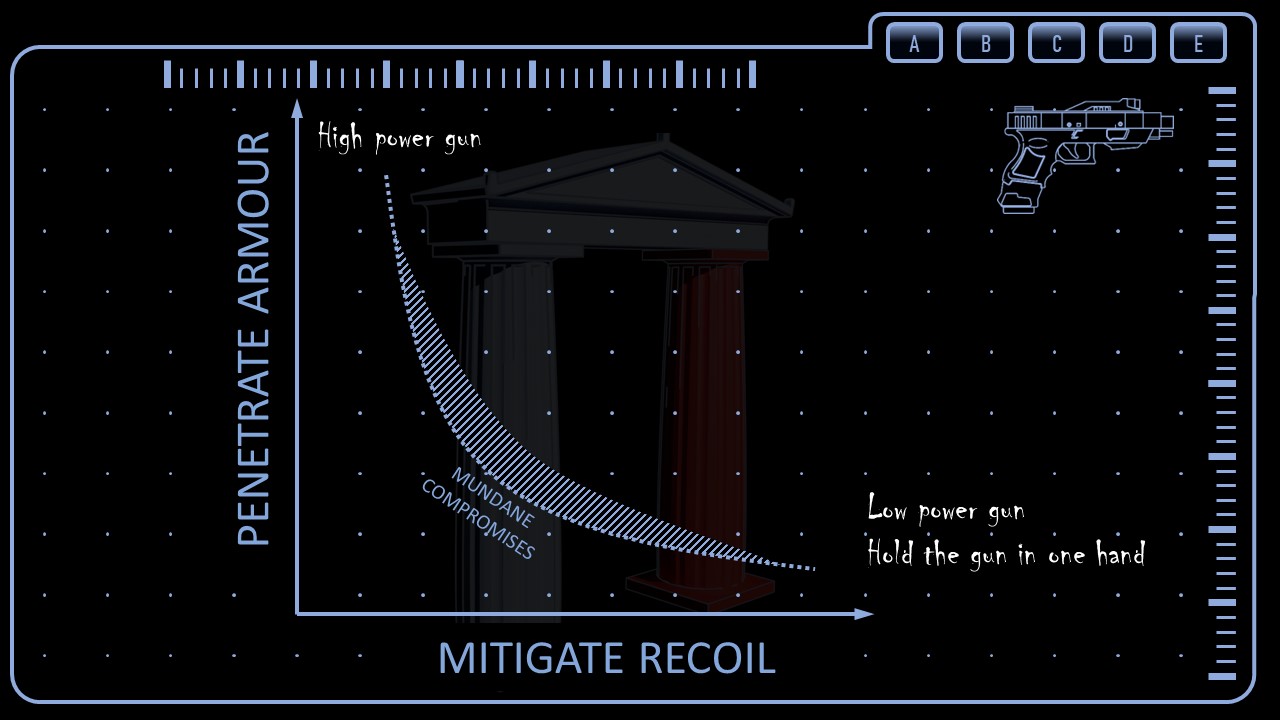 A B C D E
High power gun
PENETRATE ARMOUR
MUNDANE
COMPROMISES
Low power gun
Hold the gun in one hand
MITIGATE RECOIL